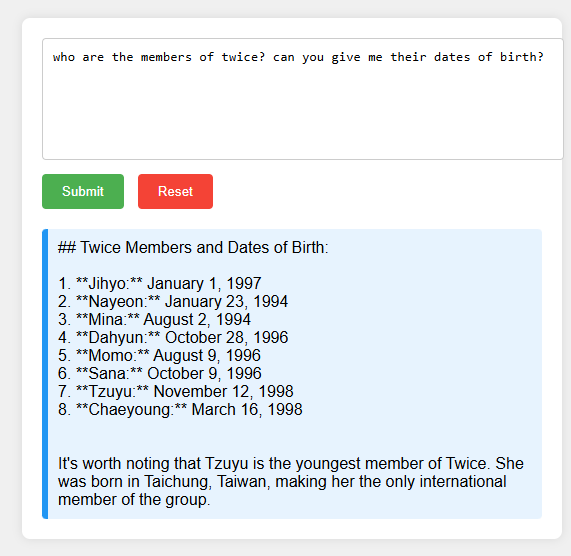 who are the members of twice? can you give me their dates of birth?
Submit
Reset
## Twice Members and Dates of Birth:
1. **Jihyo:** January 1, 1997
2. **Nayeon:** January 23, 1994
3. **Mina:** August 2, 1994
4. **Dahyun:** October 28, 1996
5. **Momo:** August 9, 1996
6. **Sana:** October 9, 1996
7. **Tzuyu:** November 12, 1998
8. **Chaeyoung:** March 16, 1998
It's worth noting that Tzuyu is the youngest member of Twice. She
was born in Taichung, Taiwan, making her the only international
member of the group.